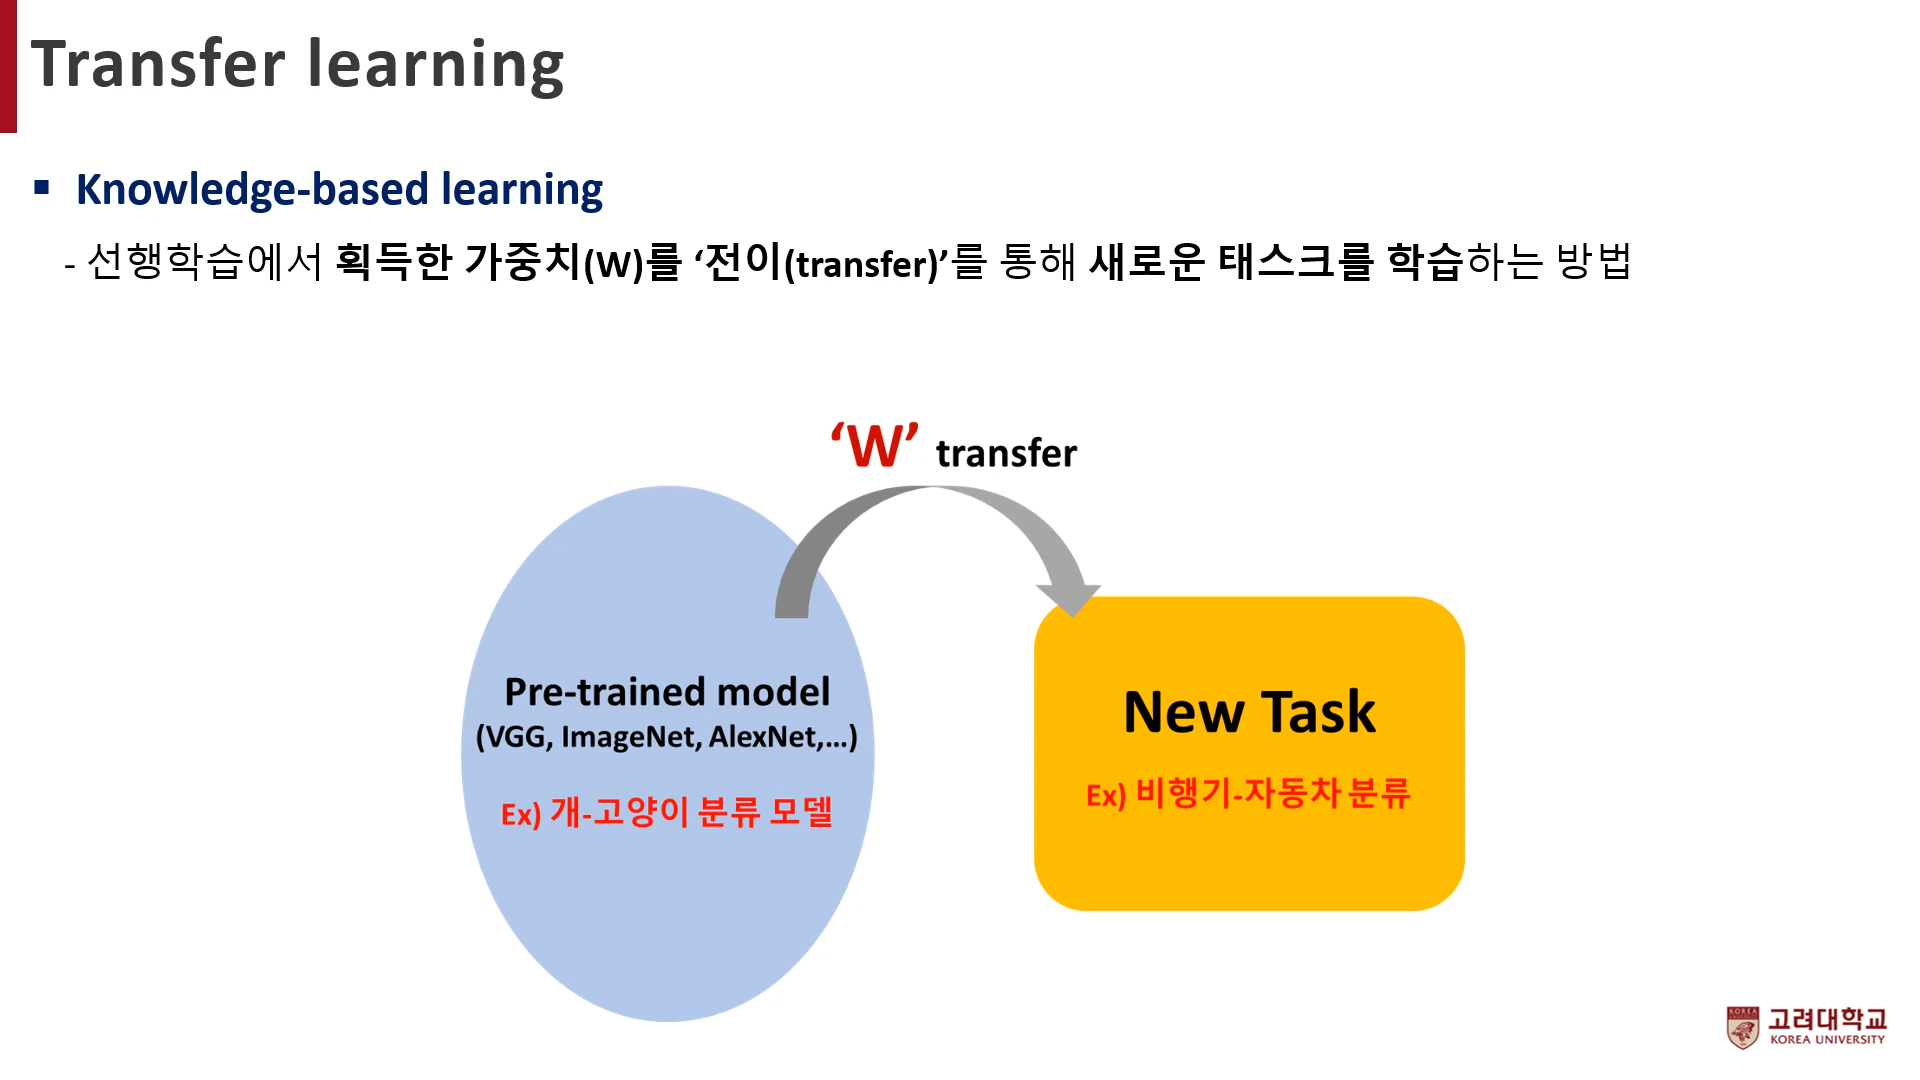 Transfer learning
▪ Knowledge-based learning
- 선행학습에서 획득한 가중치(W)를 ‘전이(transfer)’를 통해 새로운 태스크를 학습하는 방법
‘W’ transfer
Pre-trained model
(VGG, ImageNet, AlexNet,...)
Ex) 개-고양이 분류 모델
New Task
Ex) 비행기-자동차 분류
고려대학교
KOREA UNIVERSITY